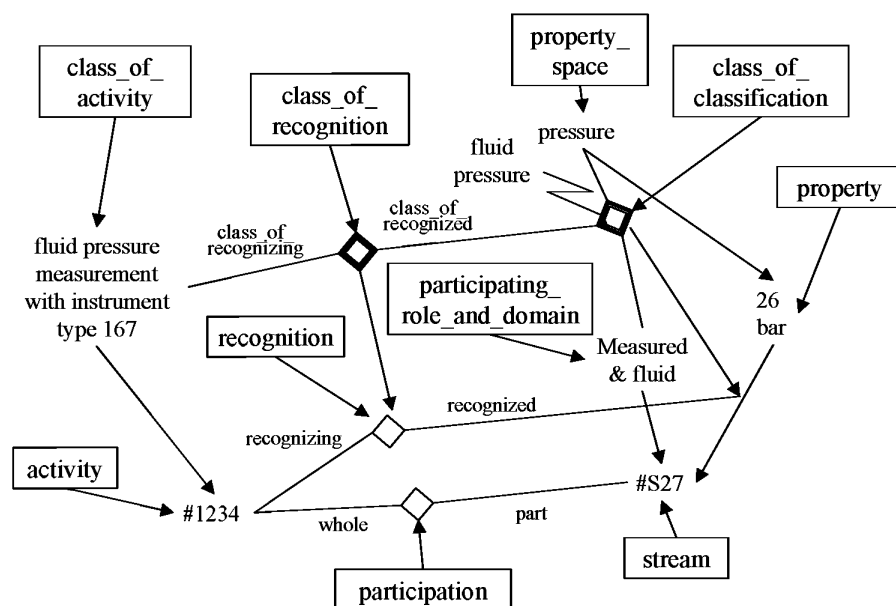 property_
space
class_of_
activity
class_of_
recognition
class_of_
classification
pressure
fluid
pressure
property
class_of_
recognized
class_of_
recognizing
fluid pressure
measurement
with instrument
type 167
participating_
role_and_domain
26
bar
recognition
Measured
& fluid
recognized
recognizing
activity
#1234
#S27
whole
part
stream
participation